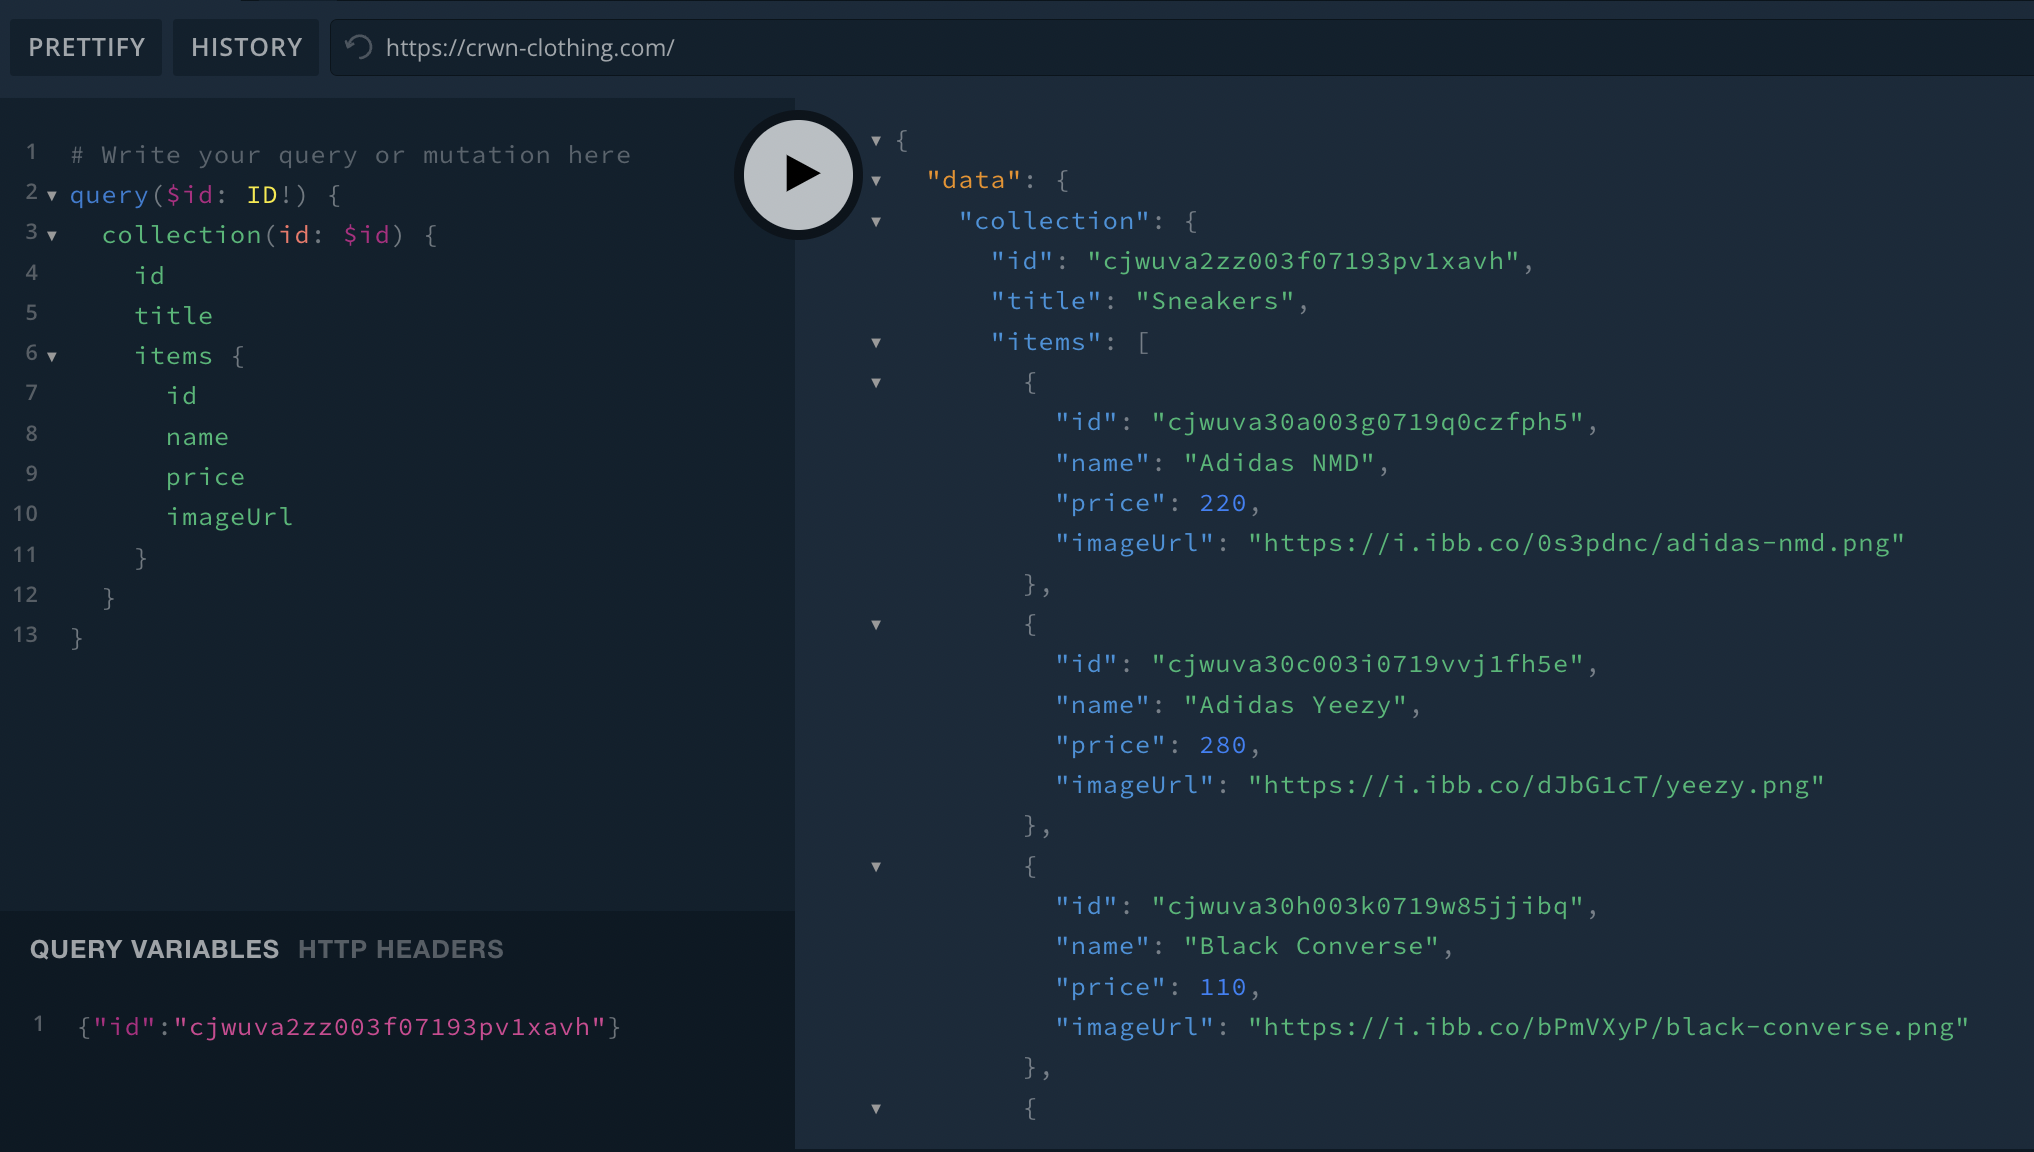 PRETTIFY HISTORY https://crwn-clothing.com/
1 # Write your query or mutation here
2 query($id: ID!) {
3 collection(id: $id) {
4 id
5 title
6 items {
7 id
8 name
9 price
10 imageUrl
11 }
12 }
13 }
QUERY VARIABLES HTTP HEADERS
1 {"id":"cjwuva2zz003f07193pv1xavh"}
{
"data": {
"collection": {
"id": "cjwuva2zz003f07193pv1xavh",
"title": "Sneakers",
"items": [
{
"id": "cjwuva30a003g0719q0czfph5",
"name": "Adidas NMD",
"price": 220,
"imageUrl": "https://i.ibb.co/0s3pdnc/adidas-nmd.png"
},
{
"id": "cjwuva30c003i0719vvj1fh5e",
"name": "Adidas Yeezy",
"price": 280,
"imageUrl": "https://i.ibb.co/dJbG1cT/yeezy.png"
},
{
"id": "cjwuva30h003k0719w85jjibq",
"name": "Black Converse",
"price": 110,
"imageUrl": "https://i.ibb.co/bPmVXyP/black-converse.png"
},
{